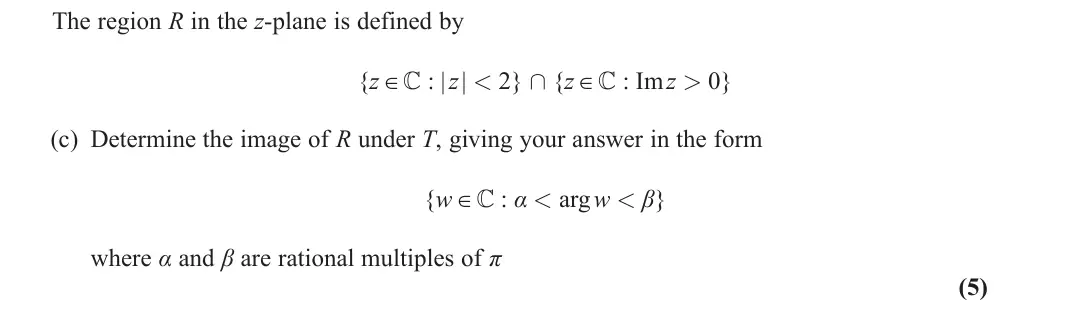 The region R in the z-plane is defined by
{z ∈ ℂ : |z| < 2} ∩ {z ∈ ℂ : Im z > 0}
(c) Determine the image of R under T, giving your answer in the form
{w ∈ ℂ : α < arg w < β}
where α and β are rational multiples of π
(5)